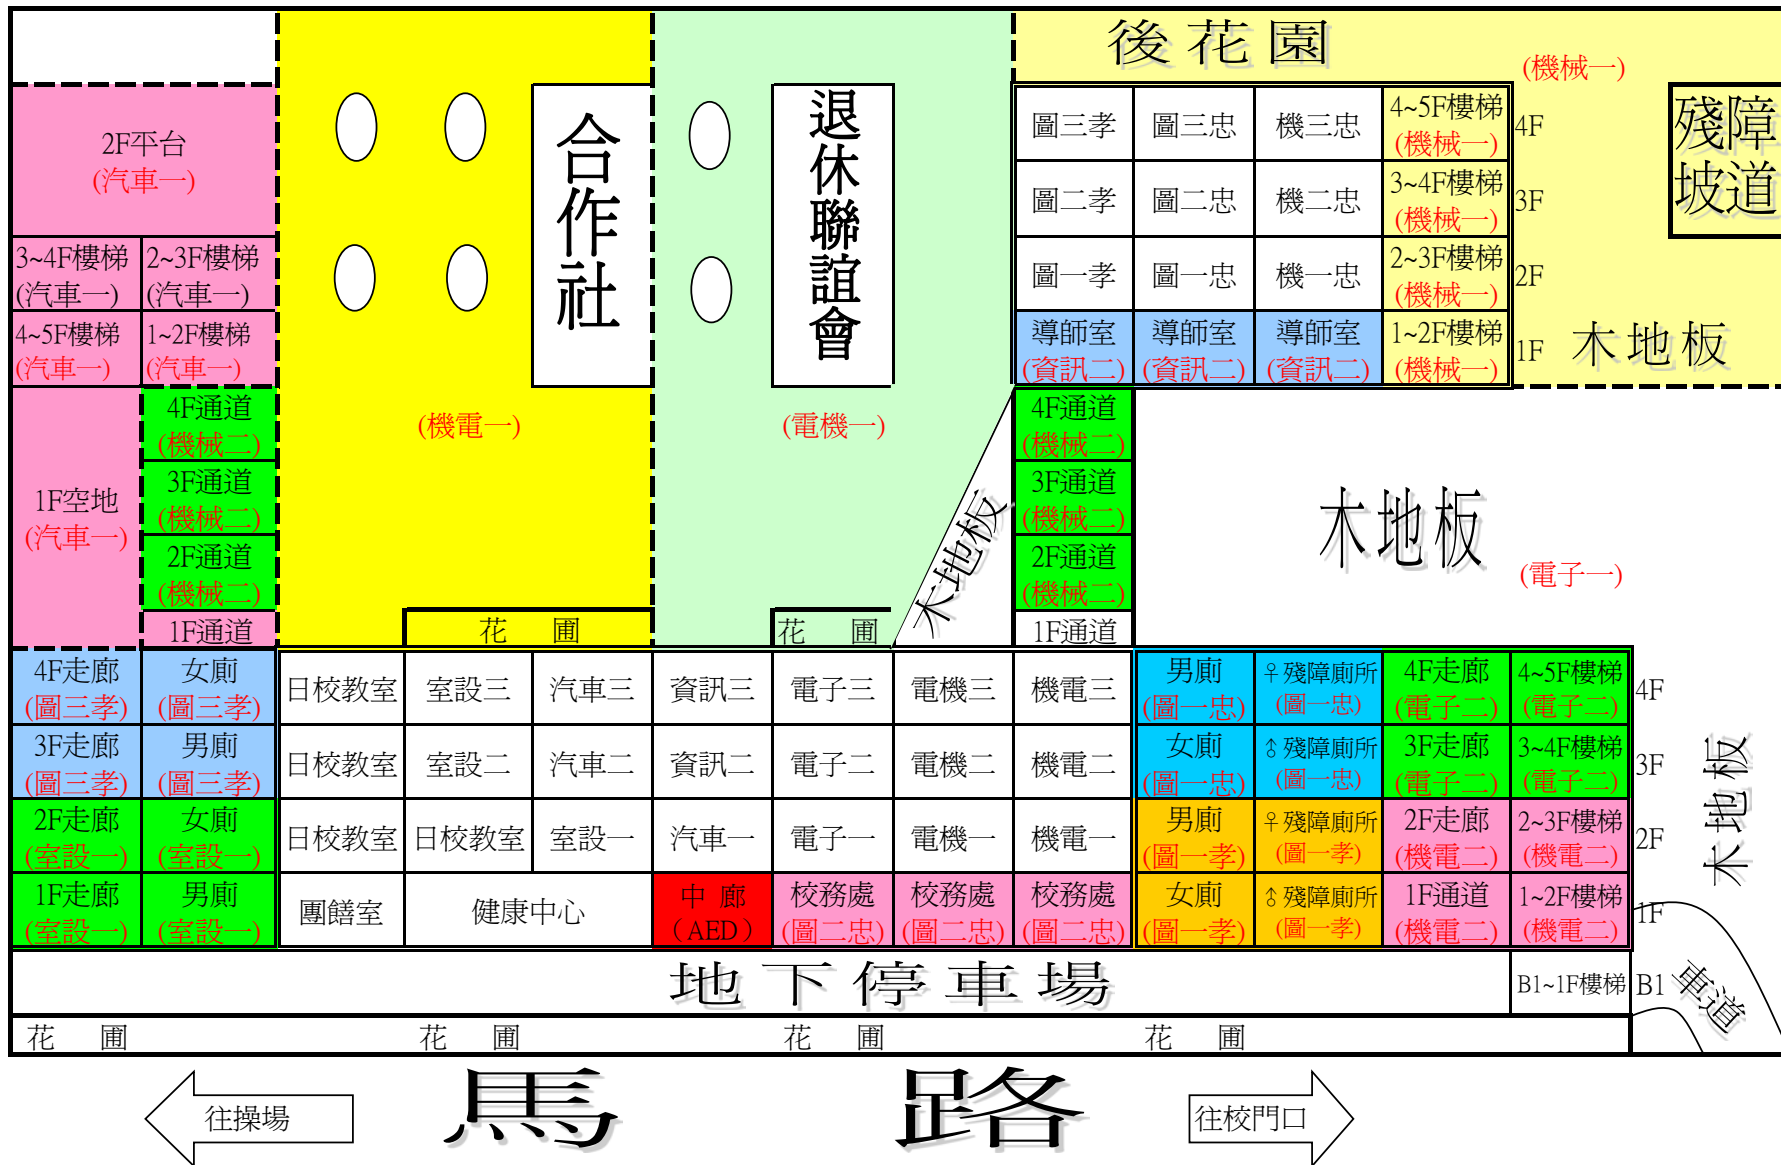 後花園
(機械一)
殘障
坡道
2F平台
(汽車一)
合作社
退休聯誼會
圖三孝 圖三忠 機三忠 4~5F樓梯 4F
(機械一)
圖二孝 圖二忠 機二忠 3~4F樓梯 3F
(機械一)
3~4F樓梯 2~3F樓梯
(汽車一) (汽車一)
圖一孝 圖一忠 機一忠 2~3F樓梯 2F
(機械一)
4~5F樓梯 1~2F樓梯
(汽車一) (汽車一)
導師室 導師室 導師室 1~2F樓梯 1F
(資訊二) (資訊二) (資訊二) (機械一)
木地板
4F通道
(機械二)
(機電一)
(電機一)
4F通道
(機械二)
1F空地
(汽車一)
3F通道
(機械二)
3F通道
(機械二)
木地板
木地板
(電子一)
2F通道
(機械二)
2F通道
(機械二)
1F通道 花 圃 花 圃 1F通道
4F走廊 女廁 日校教室 室設三 汽車三 資訊三 電子三 電機三 機電三 男廁 ♀殘障廁所 4F走廊 4~5F樓梯 4F
(圖三孝) (圖三孝) (圖一忠) (圖一忠) (電子二) (電子二)
3F走廊 男廁 日校教室 室設二 汽車二 資訊二 電子二 電機二 機電二 女廁 ♂殘障廁所 3F走廊 3~4F樓梯 3F
(圖三孝) (圖三孝) (圖一忠) (圖一忠) (電子二) (電子二)
木地板
2F走廊 女廁 日校教室 日校教室 室設一 汽車一 電子一 電機一 機電一 男廁 ♀殘障廁所 2F走廊 2~3F樓梯 2F
(室設一) (室設一) (圖一孝) (圖一孝) (機電二) (機電二)
1F走廊 男廁 團膳室 健康中心 中廊 校務處 校務處 校務處 女廁 ♂殘障廁所 1F通道 1~2F樓梯 1F
(室設一) (室設一) (AED) (圖二忠) (圖二忠) (圖二忠) (圖一孝) (圖一孝) (機電二) (機電二)
地下停車場 B1~1F樓梯 B1
車道
花 圃 花 圃 花 圃 花 圃
往操場 馬 路 往校門口